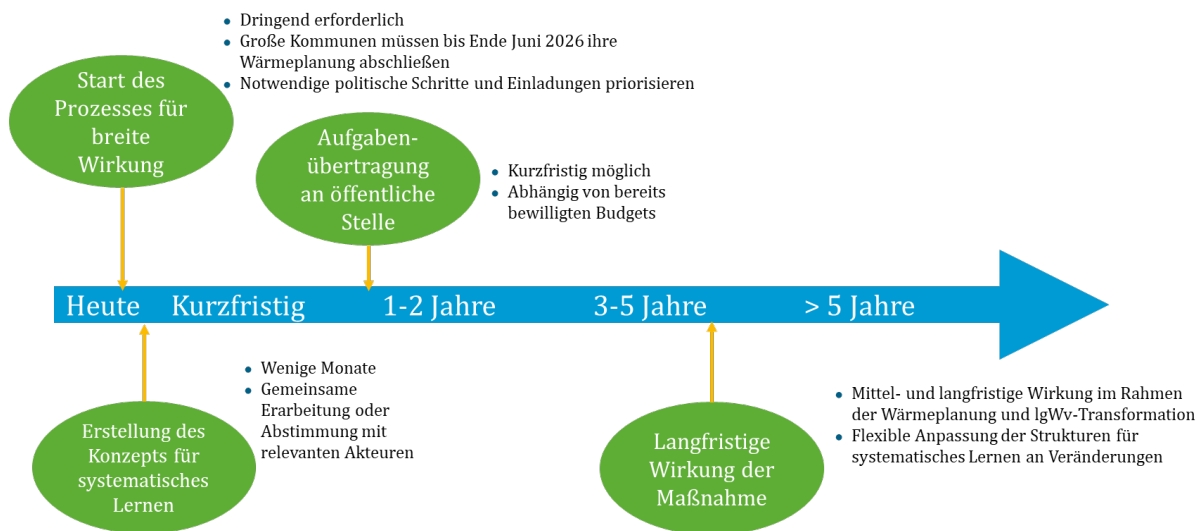 Start des
Prozesses für
breite
Wirkung
• Dringend erforderlich
• Große Kommunen müssen bis Ende Juni 2026 ihre
Wärmeplanung abschließen
• Notwendige politische Schritte und Einladungen priorisieren
Aufgaben-
übertragung
an öffentliche
Stelle
• Kurzfristig möglich
• Abhängig von bereits
bewilligten Budgets
Heute Kurzfristig 1-2 Jahre 3-5 Jahre > 5 Jahre
Erstellung des
Konzepts für
systematisches
Lernen
• Wenige Monate
• Gemeinsame
Erarbeitung oder
Abstimmung mit
relevanten Akteuren
Langfristige
Wirkung der
Maßnahme
• Mittel- und langfristige Wirkung im Rahmen
der Wärmeplanung und lgWv-Transformation
• Flexible Anpassung der Strukturen für
systematisches Lernen an Veränderungen